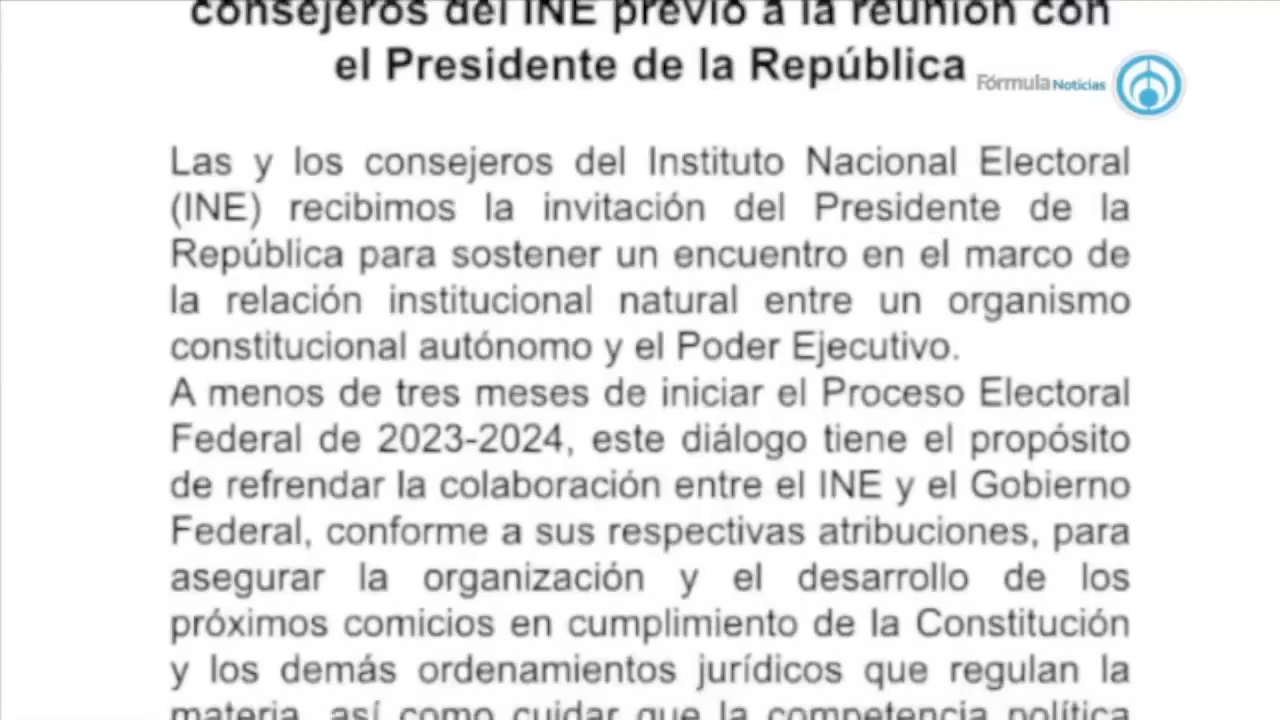 consejeros del INE previo a la reunión con
el Presidente de la República
Fórmula Noticias
Las y los consejeros del Instituto Nacional Electoral
(INE) recibimos la invitación del Presidente de la
República para sostener un encuentro en el marco de
la relación institucional natural entre un organismo
constitucional autónomo y el Poder Ejecutivo.
A menos de tres meses de iniciar el Proceso Electoral
Federal de 2023-2024, este diálogo tiene el propósito
de refrendar la colaboración entre el INE y el Gobierno
Federal, conforme a sus respectivas atribuciones, para
asegurar la organización y el desarrollo de los
próximos comicios en cumplimiento de la Constitución
y los demás ordenamientos jurídicos que regulan la
materia, así como cuidar que la competencia política